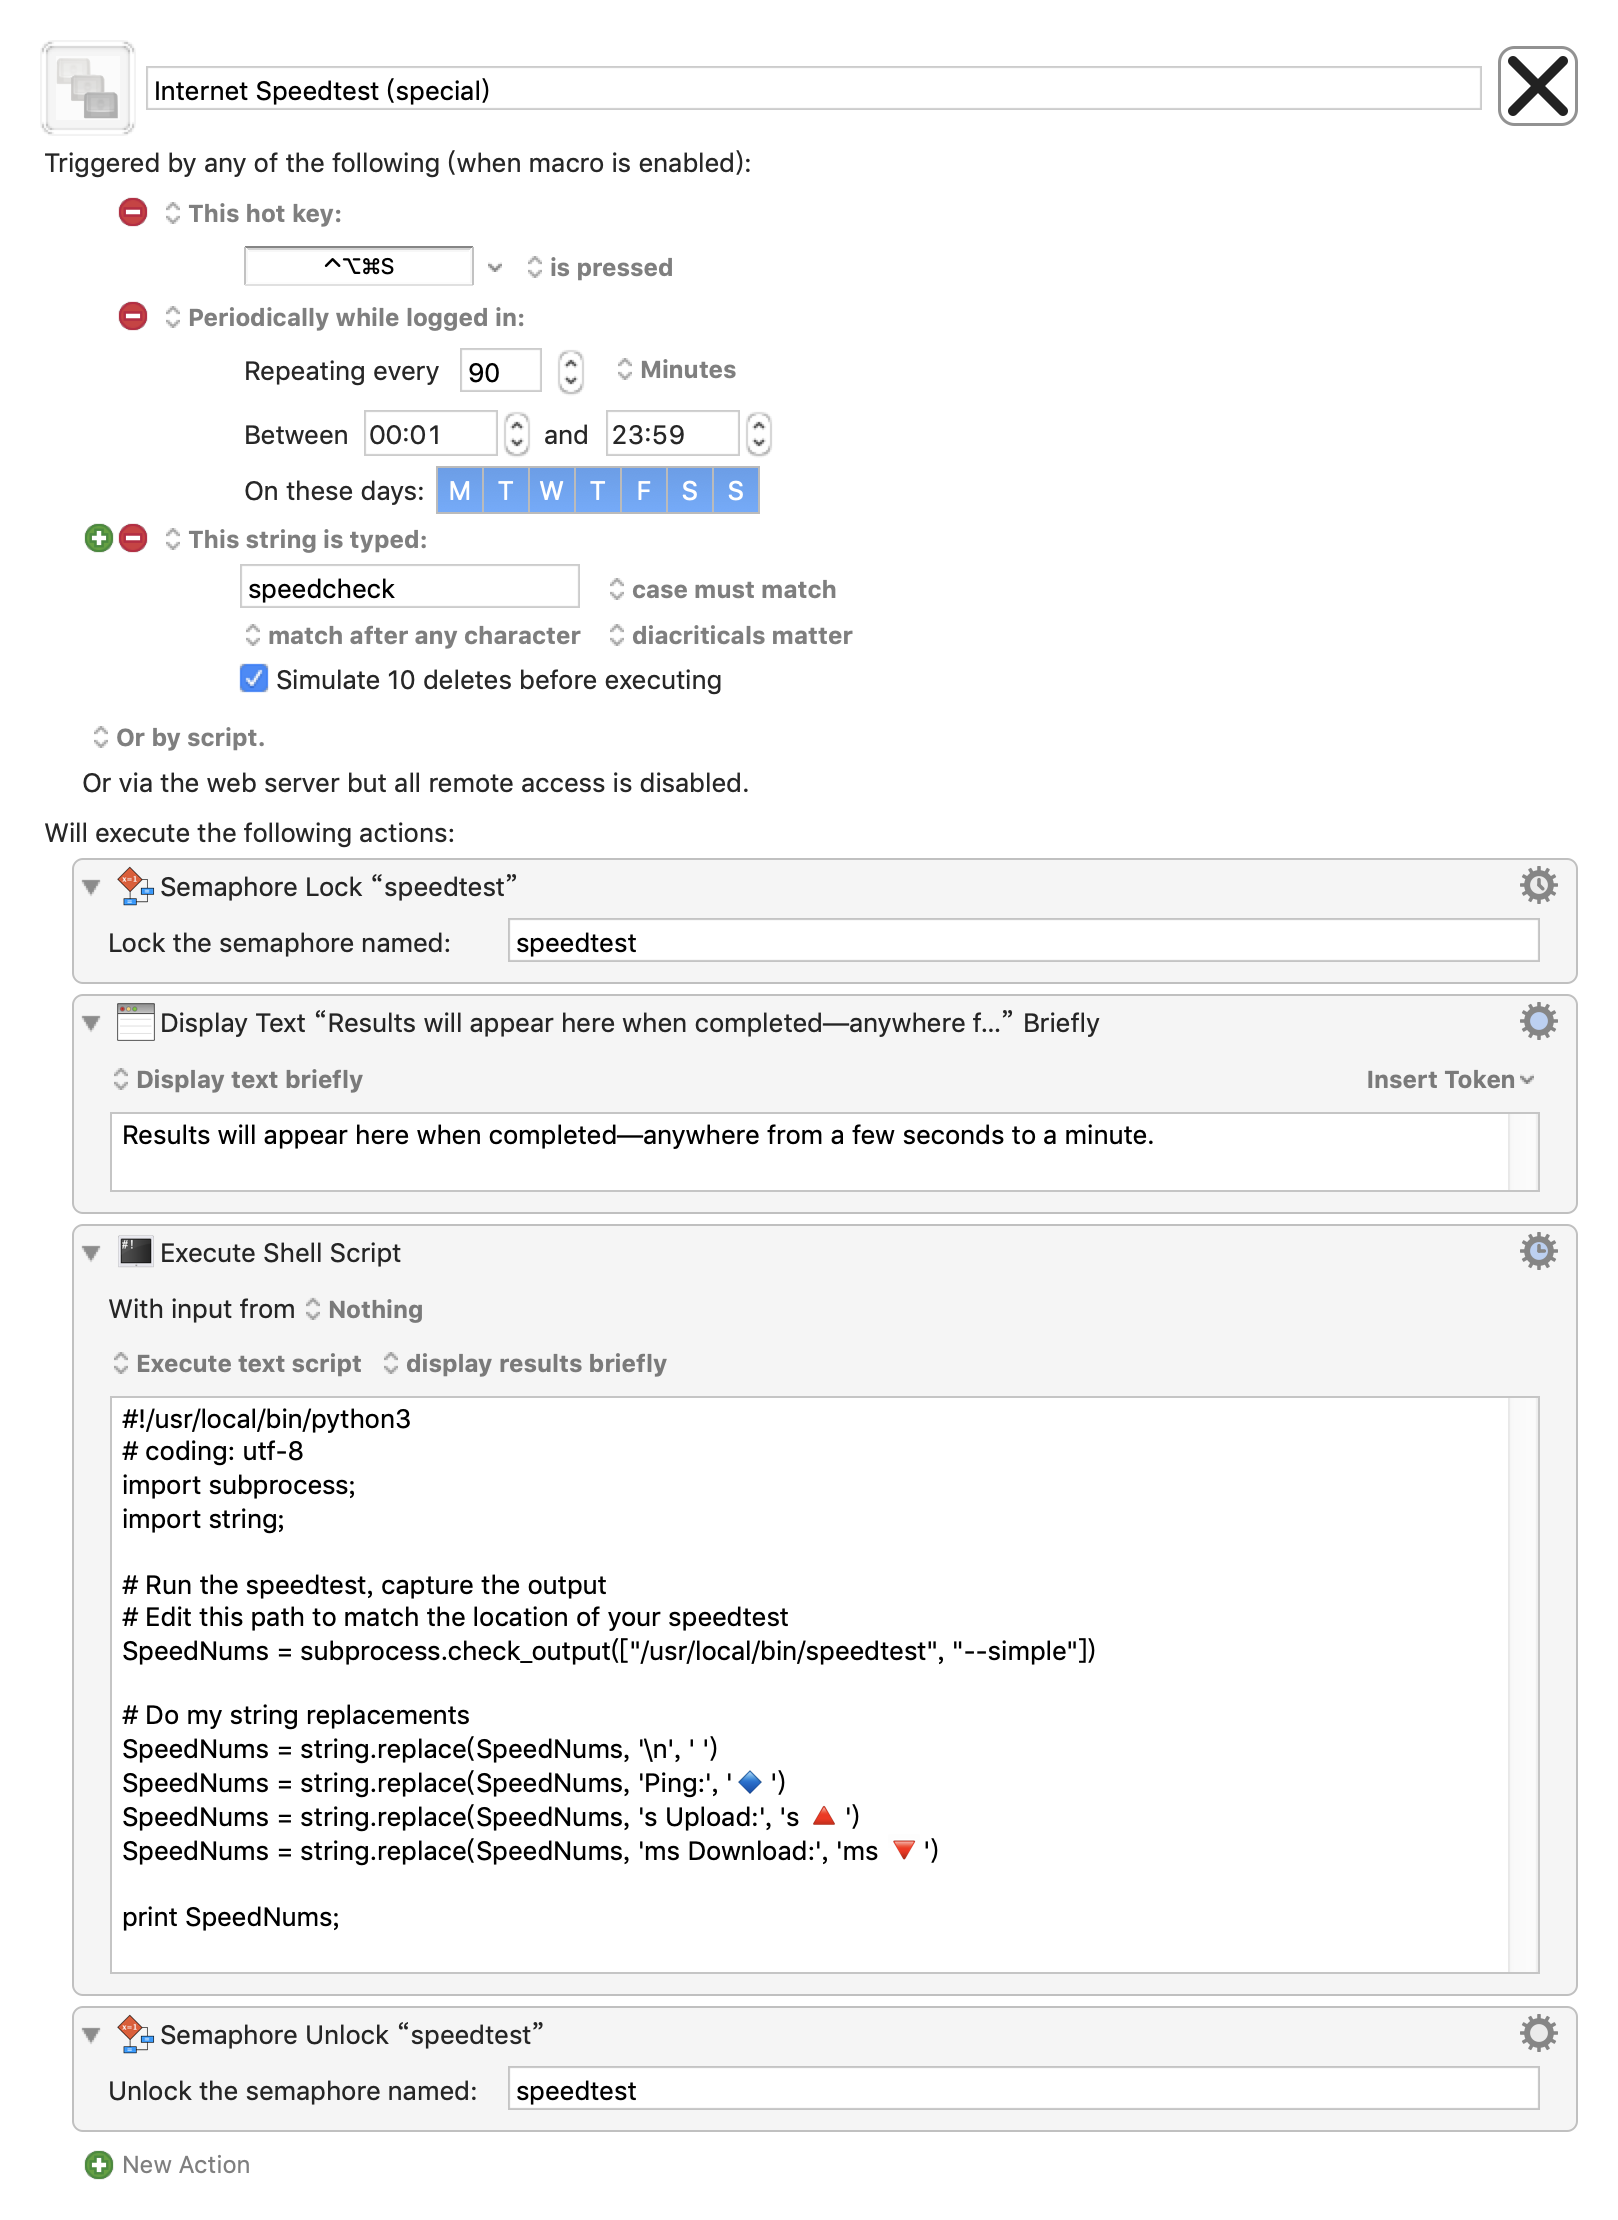 Internet Speedtest (special)
Triggered by any of the following (when macro is enabled):
This hot key:
^⌥⌘S is pressed
Periodically while logged in:
Repeating every 90 Minutes
Between 00:01 and 23:59
On these days: M T W T F S S
This string is typed:
speedcheck case must match
match after any character diacriticals matter
Simulate 10 deletes before executing
Or by script.
Or via the web server but all remote access is disabled.
Will execute the following actions:
Semaphore Lock “speedtest”
Lock the semaphore named: speedtest
Display Text “Results will appear here when completed—anywhere f...” Briefly
Display text briefly Insert Token
Results will appear here when completed—anywhere from a few seconds to a minute.
Execute Shell Script
With input from Nothing
Execute text script display results briefly
#!/usr/local/bin/python3
# coding: utf-8
import subprocess;
import string;
# Run the speedtest, capture the output
# Edit this path to match the location of your speedtest
SpeedNums = subprocess.check_output(["/usr/local/bin/speedtest", "--simple"])
# Do my string replacements
SpeedNums = string.replace(SpeedNums, '\n', ' ')
SpeedNums = string.replace(SpeedNums, 'Ping:', ' 🔷 ')
SpeedNums = string.replace(SpeedNums, 's Upload:', 's 🔺 ')
SpeedNums = string.replace(SpeedNums, 'ms Download:', 'ms 🔻 ')
print SpeedNums;
Semaphore Unlock “speedtest”
Unlock the semaphore named: speedtest
New Action